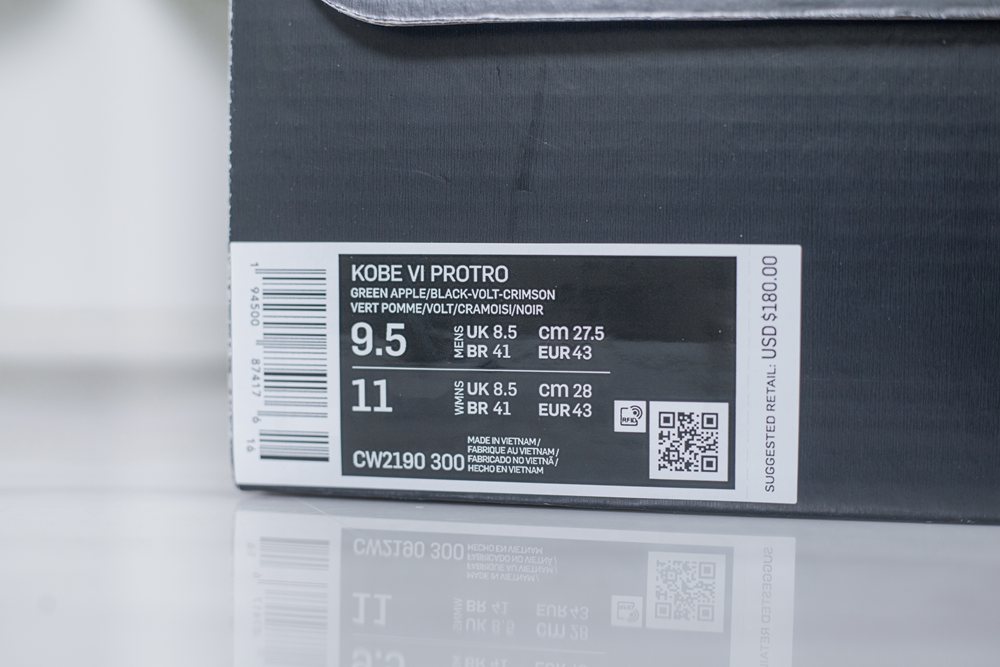 KOBE VI PROTRO
GREEN APPLE/BLACK-VOLT-CRIMSON
VERT POMME/VOLT/CRAMOISI/NOIR
9.5 MENS UK 8.5 cm 27.5
BR 41 EUR 43
11 WMNS UK 8.5 cm 28
BR 41 EUR 43
RFID
CW2190 300
MADE IN VIETNAM /
FABRIQUE AU VIETNAM /
FABRICADO NO VIETNÃ /
HECHO EN VIETNAM
1 94500 87417 6 16
SUGGESTED RETAIL: USD $180.00